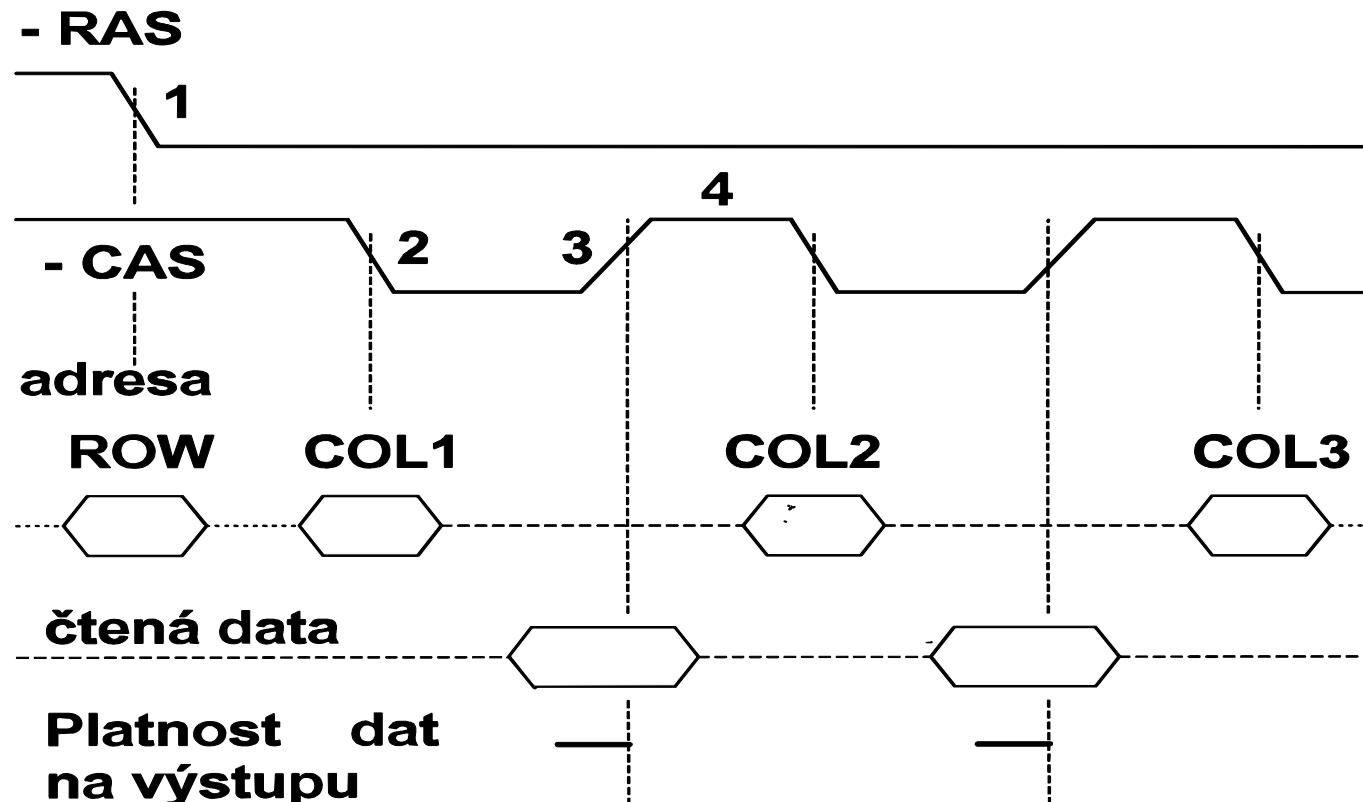 - RAS
1
4
- CAS
2
3
adresa
ROW
COL1
COL2
COL3
čtená data
Platnost dat
na výstupu